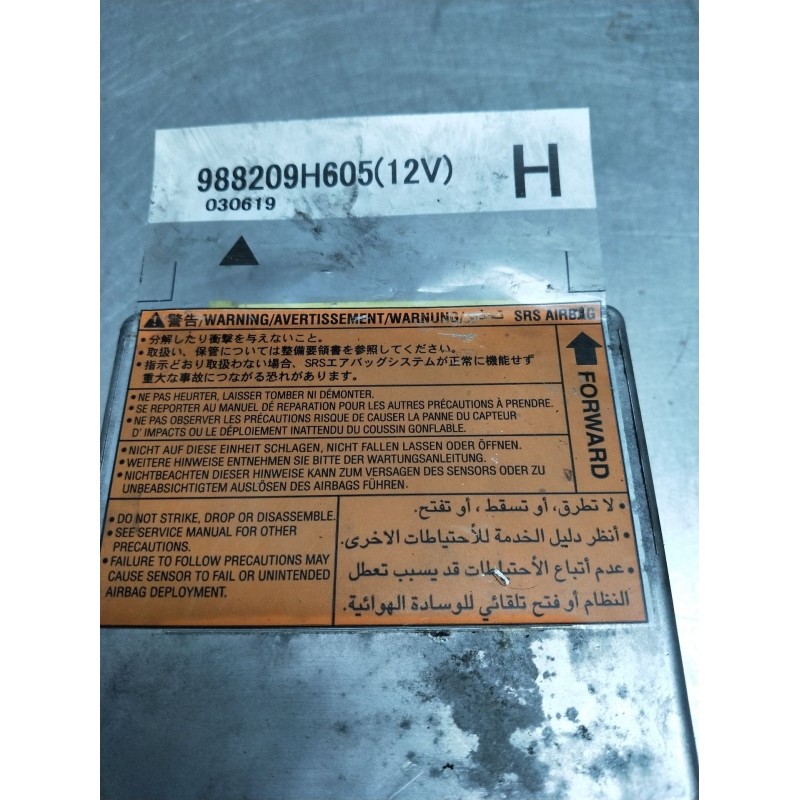 988209H605(12V)
H
030619
警告/WARNING/AVERTISSEMENT/WARNUNG/تحذير SRS AIRBAG
• 分解したり衝撃を与えないこと。
• 取扱い、保管については整備要領書を参照してください。
• 指示どおり取扱わない場合、SRSエアバッグシステムが正常に機能せず
重大な事故につながる恐れがあります。
FORWARD
• NE PAS HEURTER, LAISSER TOMBER NI DÉMONTER.
• SE REPORTER AU MANUEL DE REPARATION POUR LES AUTRES PRÉCAUTIONS À PRENDRE.
• NE PAS OBSERVER LES PRÉCAUTIONS RISQUE DE CAUSER LA PANNE DU CAPTEUR
D' IMPACTS OU LE DÉPLOIEMENT INATTENDU DU COUSSIN GONFLABLE.
• NICHT AUF DIESE EINHEIT SCHLAGEN, NICHT FALLEN LASSEN ODER ÖFFNEN.
• WEITERE HINWEISE ENTNEHMEN SIE BITTE DER WARTUNGSANLEITUNG.
• NICHTBEACHTEN DIESER HINWEISE KANN ZUM VERSAGEN DES SENSORS ODER ZU
UNBEABSICHTIGTEM AUSLÖSEN DES AIRBAGS FÜHREN.
• DO NOT STRIKE, DROP OR DISASSEMBLE.
• SEE SERVICE MANUAL FOR OTHER
PRECAUTIONS.
• FAILURE TO FOLLOW PRECAUTIONS MAY
CAUSE SENSOR TO FAIL OR UNINTENDED
AIRBAG DEPLOYMENT.
• لا تطرق، أو تسقط، أو تفتح.
• أنظر دليل الخدمة للأحتياطات الاخرى.
• عدم أتباع الأحتياطات قد يسبب تعطل
النظام أو فتح تلقائي للوسادة الهوائية.